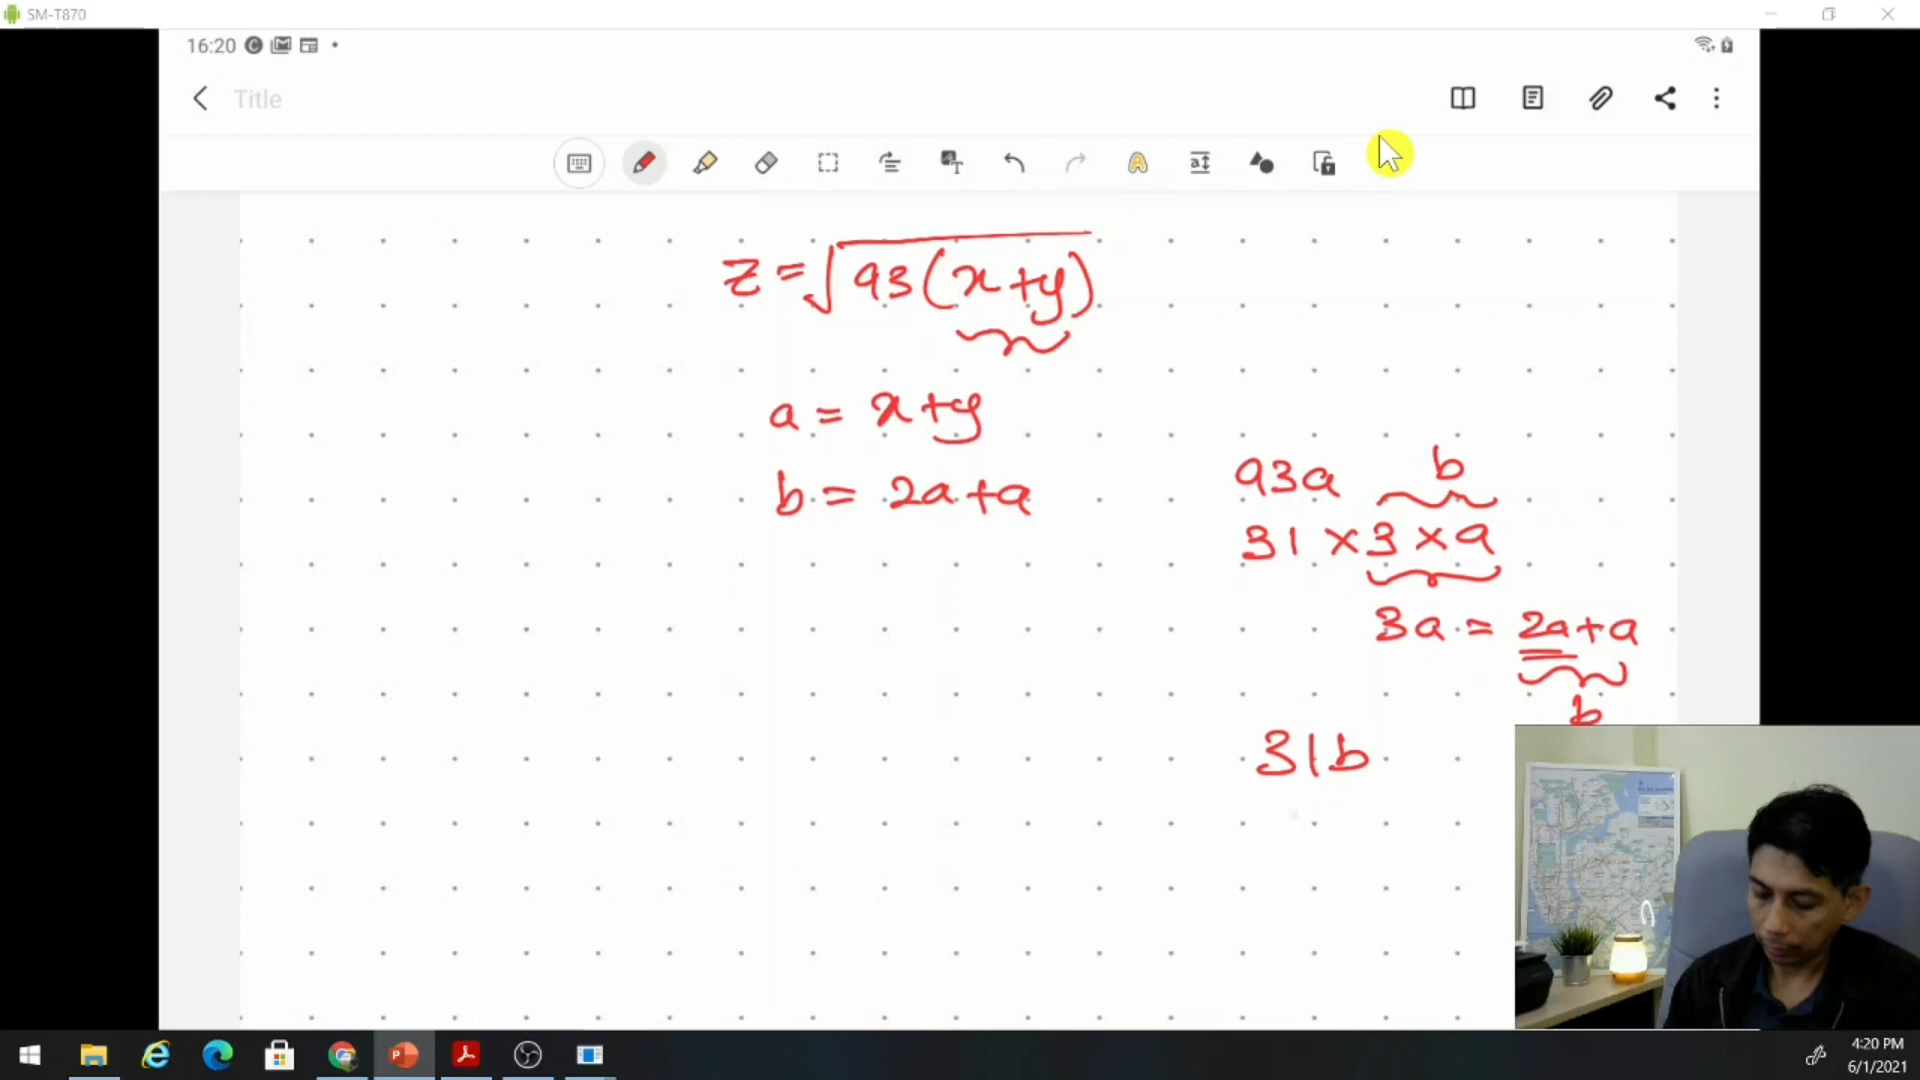 SM-T870
16:20
Title
z = √93(x+y)
a = x+y
b = 2a+a
93a
b
31 × 3 × a
3a = 2a+a
b
31b
4:20 PM
6/1/2021